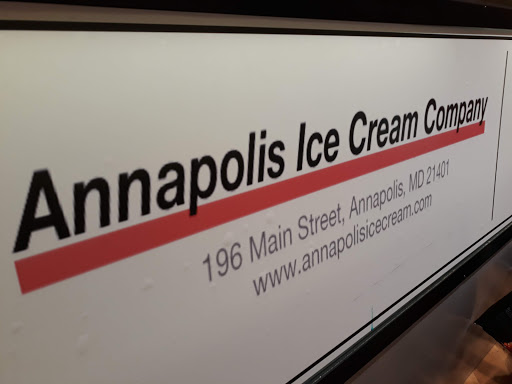 Annapolis Ice Cream Company
196 Main Street, Annapolis, MD 21401
www.annapolisicecream.com